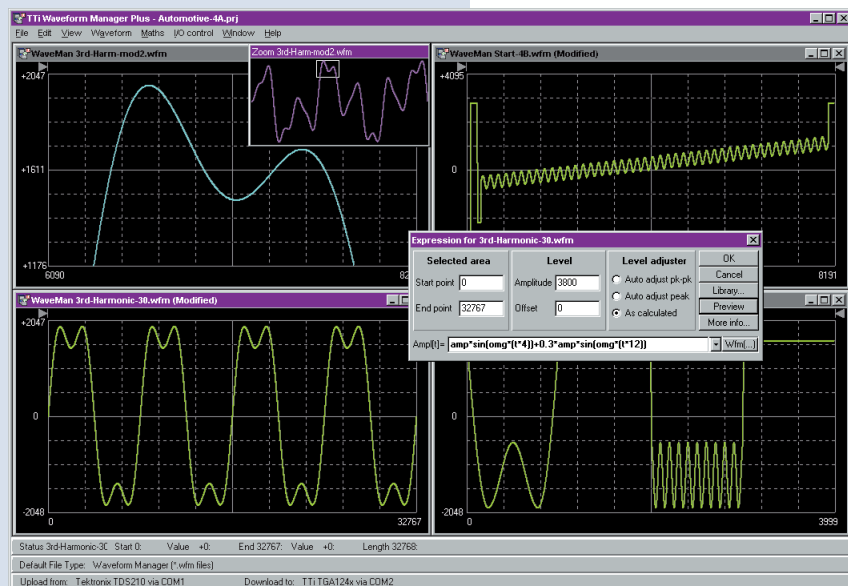 TTi Waveform Manager Plus - Automotive-4A.prj
File Edit View Waveform Maths I/O control Window Help
WaveMan 3rd-Harm-mod2.wfm
+2047
+1611
+1176
6090
Zoom 3rd-Harm-mod2.wfm
WaveMan Start-4B.wfm (Modified)
+4095
0
8191
Expression for 3rd-Harmonic-30.wfm
Selected area
Start point 0
End point 32767
Level
Amplitude 3800
Offset 0
Level adjuster
Auto adjust pk-pk
Auto adjust peak
As calculated
OK
Cancel
Library...
Preview
More info...
Ampl[t]= amp*sin(omg*(t*4))+0.3*amp*sin(omg*(t*12)) Wfm(...)
WaveMan 3rd-Harmonic-30.wfm (Modified)
+2047
0
-2048
0 32767
0
-2048
0 3999
Status 3rd-Harmonic-30 Start 0: Value +0: End 32767: Value +0: Length 32768:
Default File Type: Waveform Manager (*.wfm files)
Upload from: Tektronix TDS210 via COM1 Download to: TTi TGA124x via COM2